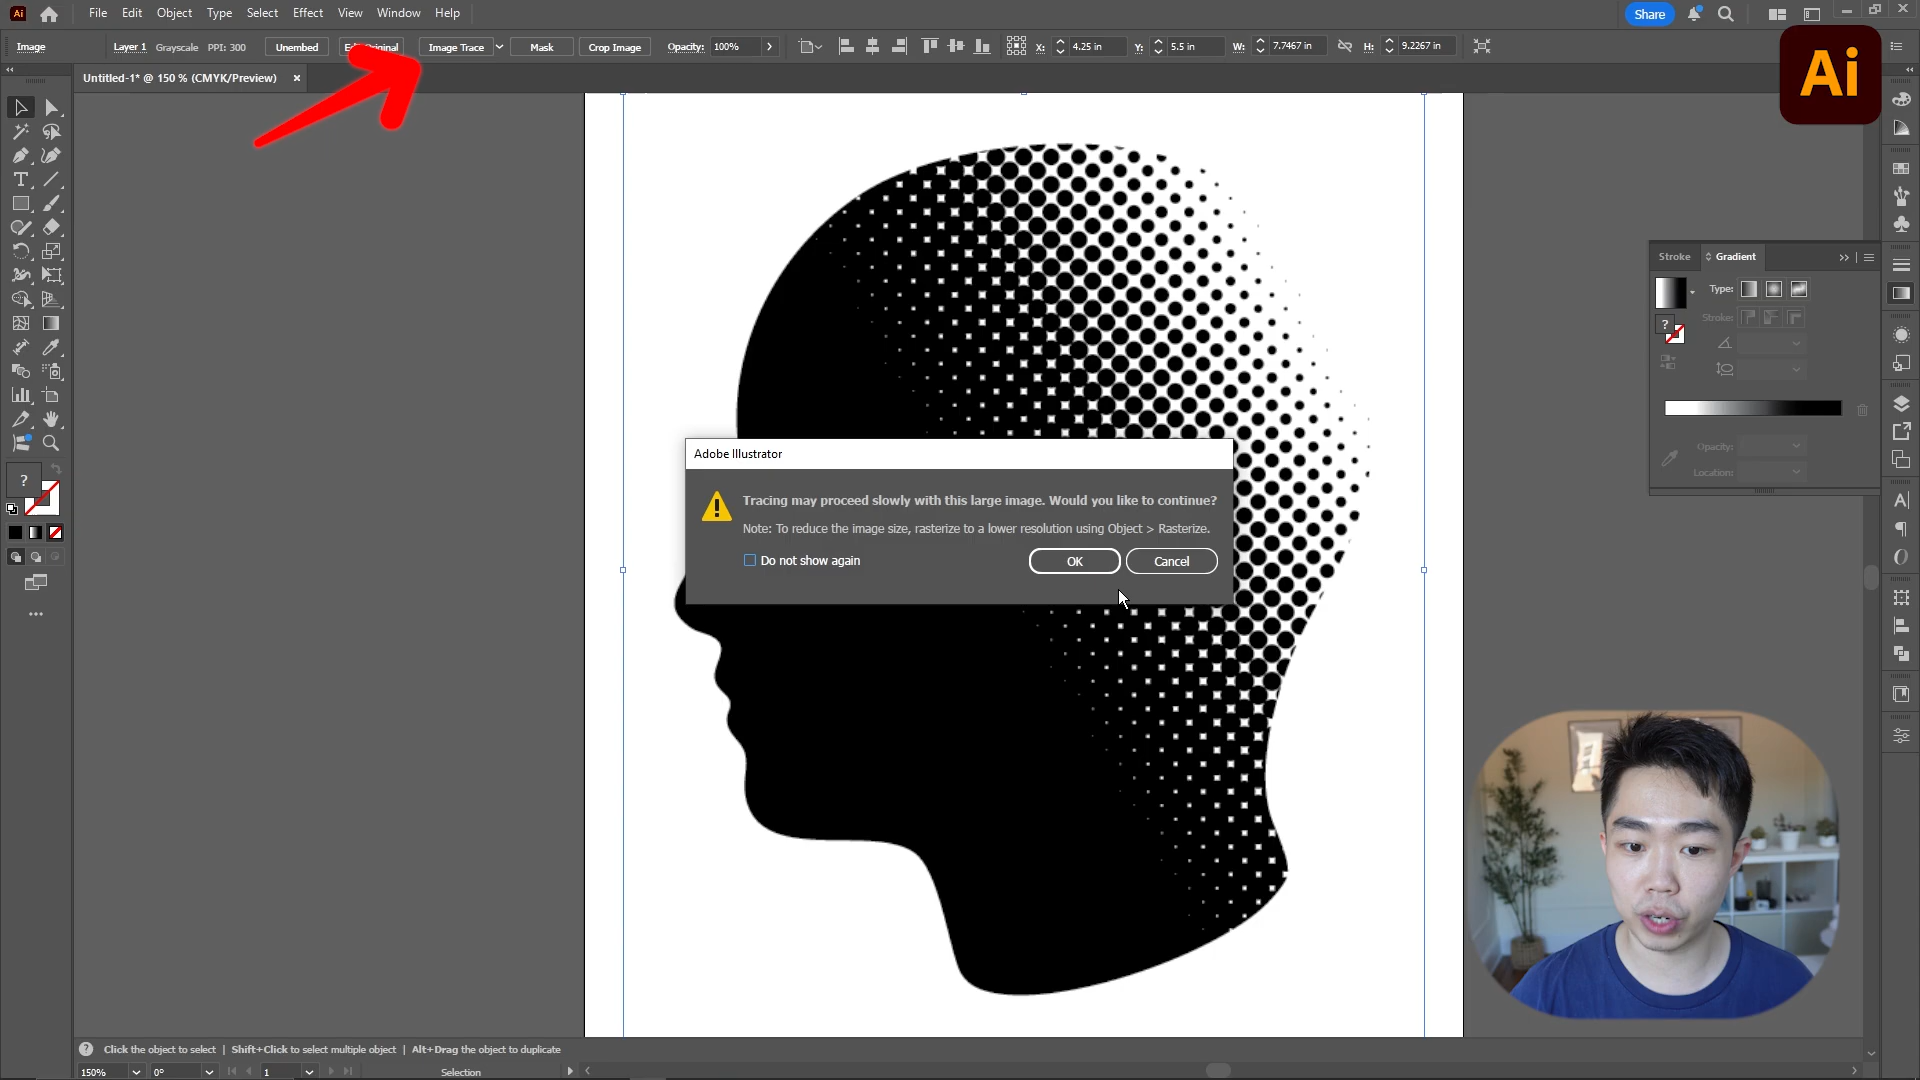 Ai
File Edit Object Type Select Effect View Window Help
Share
Image
Layer 1 Grayscale PPI: 300 Unembed Edit Original Image Trace Mask Crop Image Opacity: 100% X: 4.25 in Y: 5.5 in W: 7.7467 in H: 9.2267 in
Ai
Untitled-1* @ 150 % (CMYK/Preview) ×
Stroke Gradient
Type:
Stroke:
Opacity:
Location:
?
?
Adobe Illustrator
Tracing may proceed slowly with this large image. Would you like to continue?
Note: To reduce the image size, rasterize to a lower resolution using Object > Rasterize.
Do not show again OK Cancel
? Click the object to select | Shift+Click to select multiple object | Alt+Drag the object to duplicate
150% 0° 1 Selection